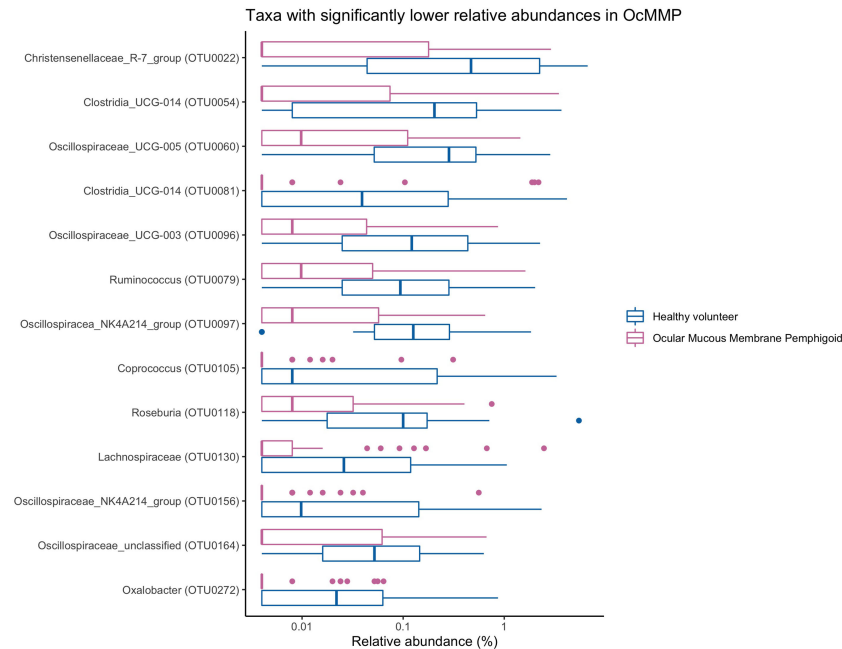 Taxa with significantly lower relative abundances in OcMMP
Christensenellaceae_R-7_group (OTU0022)
Clostridia_UCG-014 (OTU0054)
Oscillospiraceae_UCG-005 (OTU0060)
Clostridia_UCG-014 (OTU0081)
Oscillospiraceae_UCG-003 (OTU0096)
Ruminococcus (OTU0079)
Oscillospiracea_NK4A214_group (OTU0097)
Coprococcus (OTU0105)
Roseburia (OTU0118)
Lachnospiraceae (OTU0130)
Oscillospiraceae_NK4A214_group (OTU0156)
Oscillospiraceae_unclassified (OTU0164)
Oxalobacter (OTU0272)
0.01 0.1 1
Relative abundance (%)
Healthy volunteer
Ocular Mucous Membrane Pemphigoid